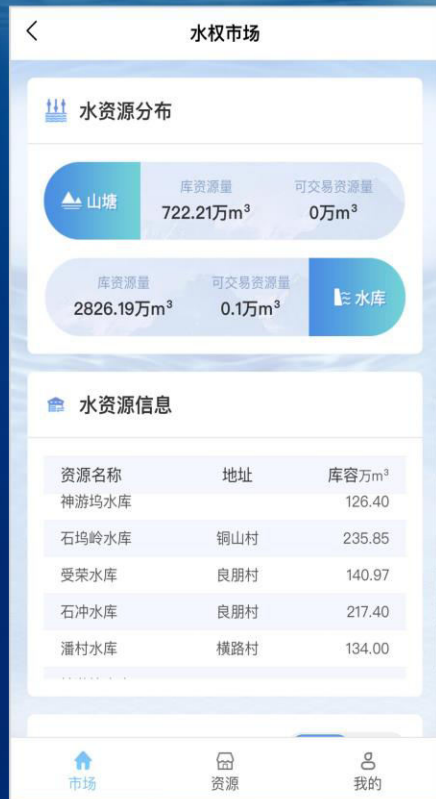 水权市场
水资源分布
山塘
库资源量 可交易资源量
722.21万m³ 0万m³
库资源量 可交易资源量
2826.19万m³ 0.1万m³
水库
水资源信息
资源名称 地址 库容万m³
神游坞水库 126.40
石坞岭水库 铜山村 235.85
受荣水库 良朋村 140.97
石冲水库 良朋村 217.40
潘村水库 横路村 134.00
市场 资源 我的